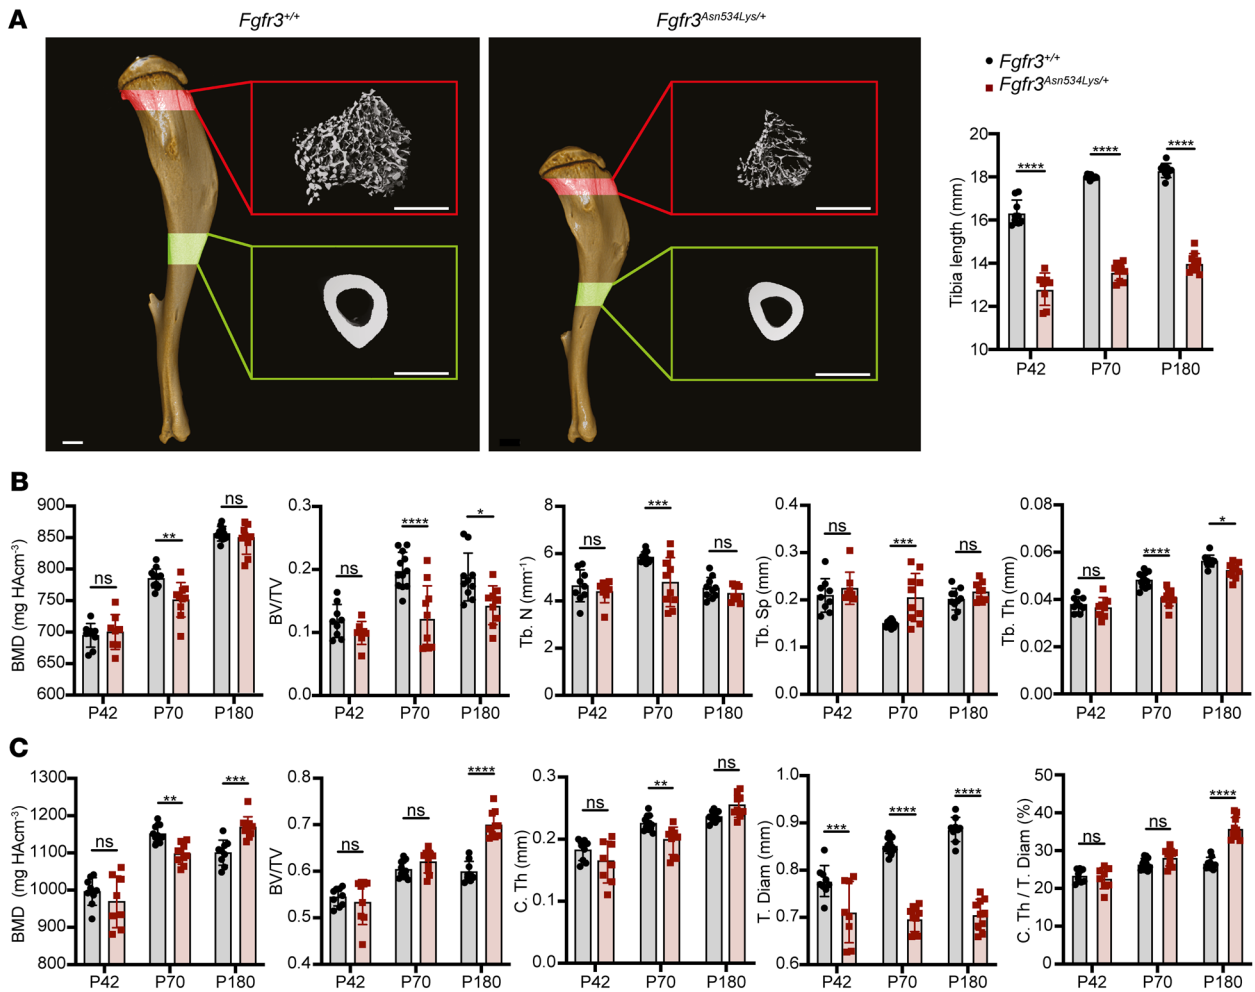 A
Fgfr3+/+
Fgfr3Asn534Lys/+
Fgfr3+/+
Fgfr3Asn534Lys/+
Tibia length (mm)
20
18
16
14
12
10
****
****
****
P42
P70
P180
B
BMD (mg HAcm-3)
900
850
800
750
700
650
600
ns
**
ns
P42
P70
P180
BV/TV
0.3
0.2
0.1
0.0
ns
****
*
P42
P70
P180
Tb. N (mm-1)
8
6
4
2
0
ns
***
ns
P42
P70
P180
Tb. Sp (mm)
0.4
0.3
0.2
0.1
0.0
ns
***
ns
P42
P70
P180
Tb. Th (mm)
0.08
0.06
0.04
0.02
0.00
ns
****
*
P42
P70
P180
C
BMD (mg HAcm-3)
1300
1200
1100
1000
900
800
ns
**
***
P42
P70
P180
BV/TV
0.8
0.7
0.6
0.5
0.4
ns
ns
****
P42
P70
P180
C. Th (mm)
0.3
0.2
0.1
0.0
ns
**
ns
P42
P70
P180
T. Diam (mm)
1.0
0.9
0.8
0.7
0.6
***
****
****
P42
P70
P180
C. Th / T. Diam (%)
50
40
30
20
10
0
ns
ns
****
P42
P70
P180